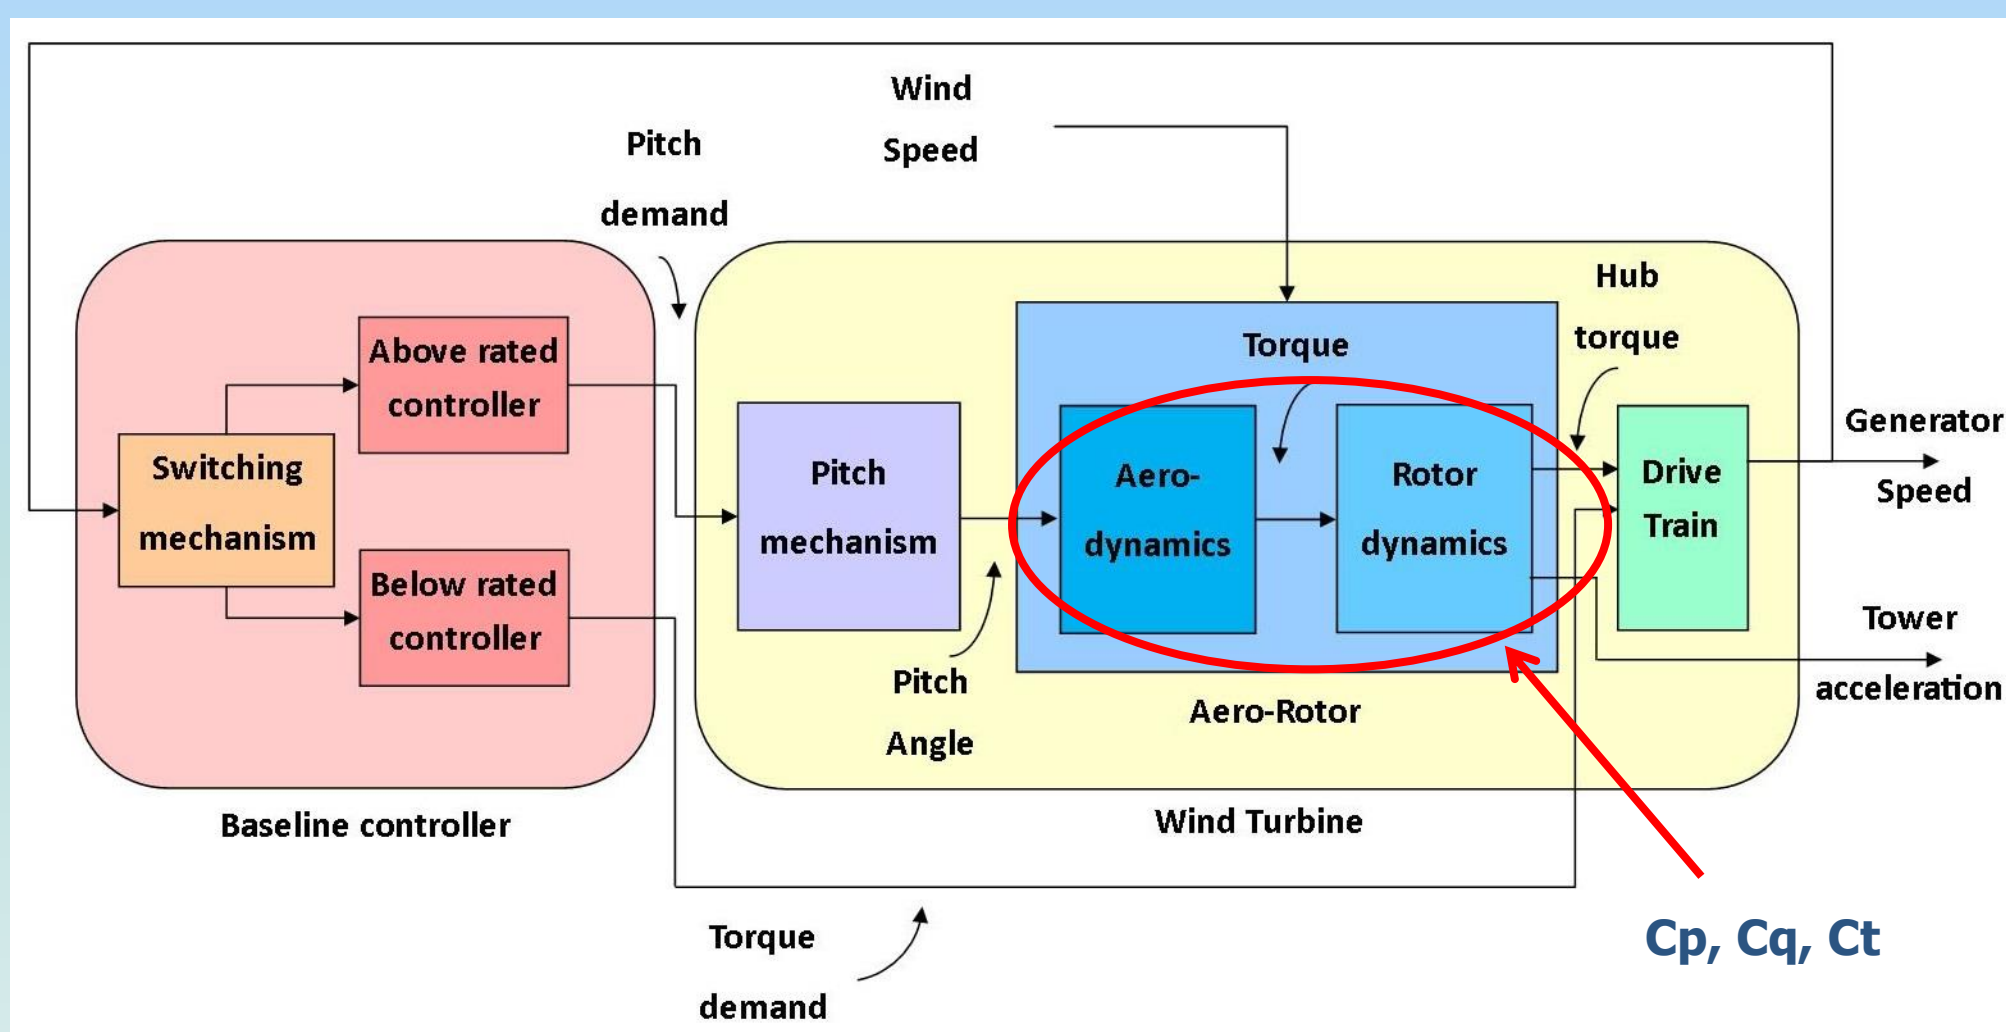 Wind
Speed
Pitch
demand
Hub
torque
Torque
Above rated
controller
Switching
mechanism
Below rated
controller
Pitch
mechanism
Aero-
dynamics
Rotor
dynamics
Drive
Train
Generator
Speed
Tower
acceleration
Pitch
Angle
Aero-Rotor
Baseline controller
Wind Turbine
Torque
demand
Cp, Cq, Ct